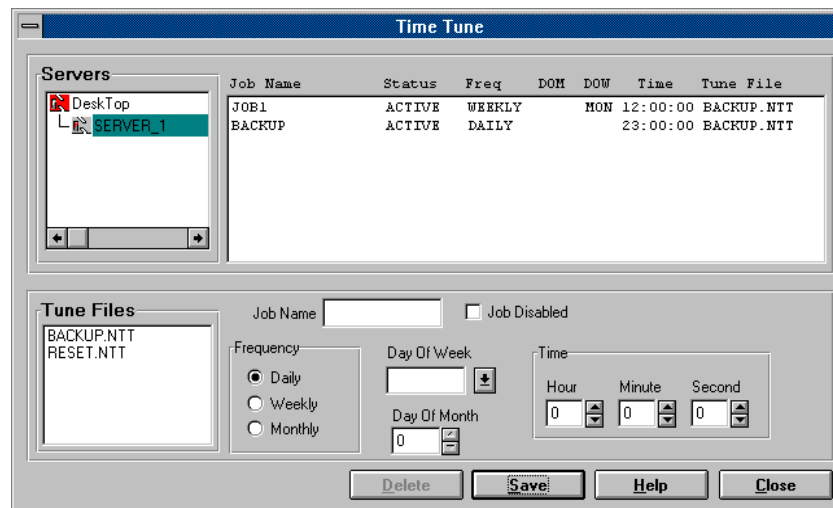 Time Tune
Servers
Job Name Status Freq DOM DOW Time Tune File
DeskTop
SERVER_1
JOB1 ACTIVE WEEKLY MON 12:00:00 BACKUP.NTT
BACKUP ACTIVE DAILY 23:00:00 BACKUP.NTT
Tune Files
BACKUP.NTT
RESET.NTT
Job Name
Job Disabled
Frequency
Daily
Weekly
Monthly
Day Of Week
Day Of Month
0
Time
Hour Minute Second
0 0 0
Delete Save Help Close